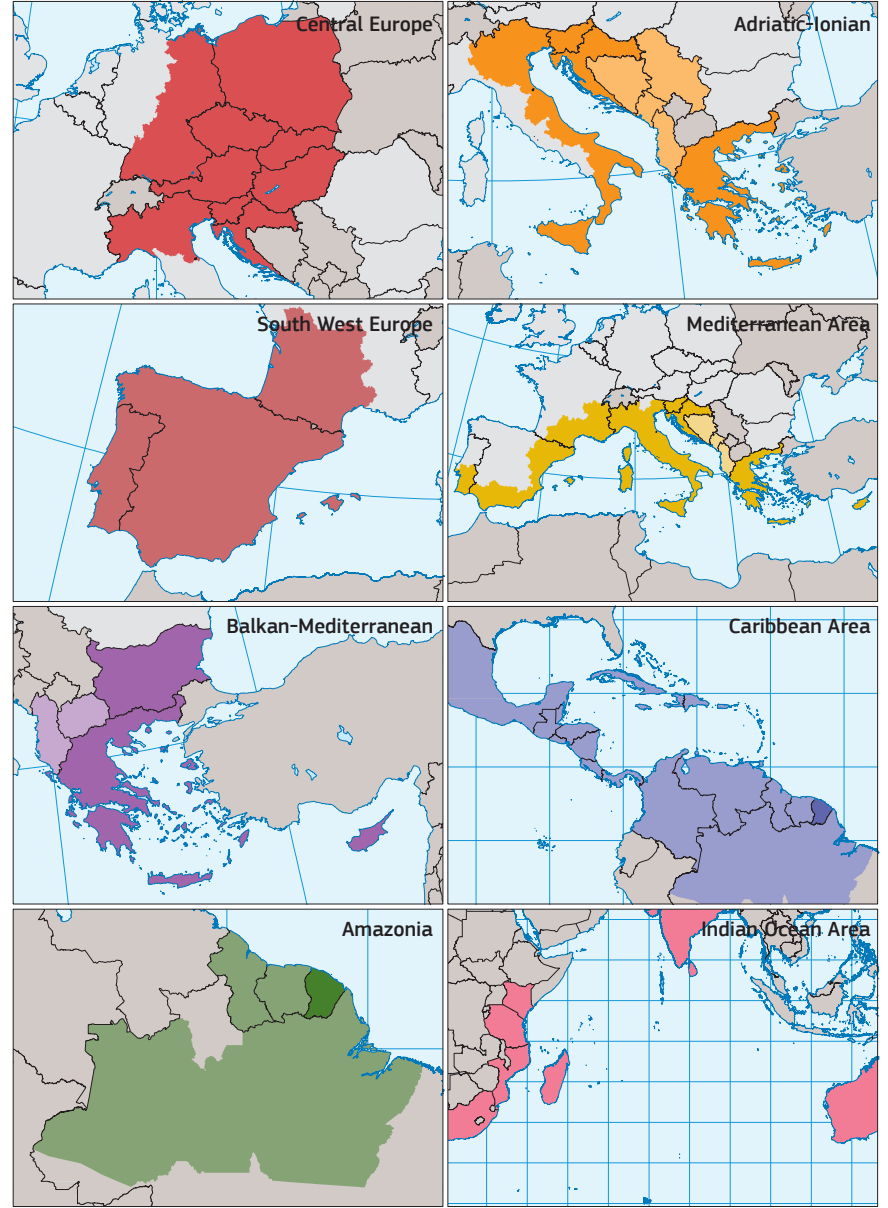 Central Europe
Adriatic-Ionian
South West Europe
Mediterranean Area
Balkan-Mediterranean
Caribbean Area
Amazonia
Indian Ocean Area